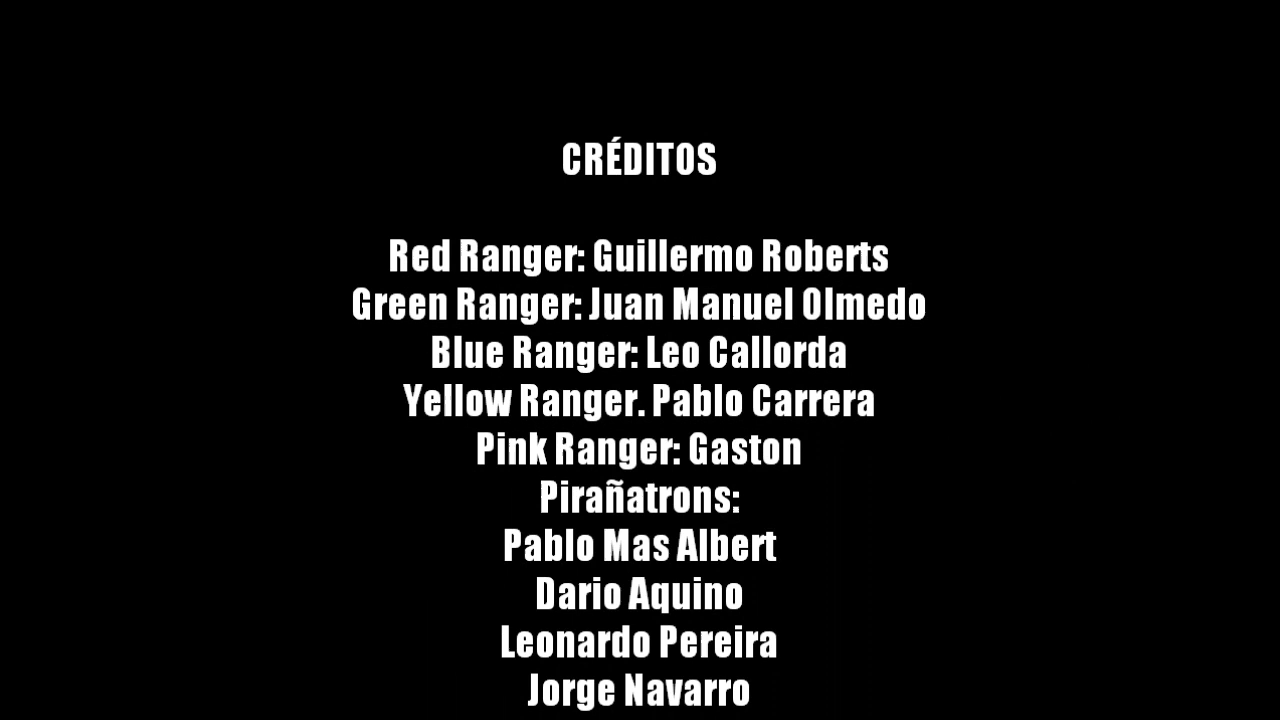 CRÉDITOS
Red Ranger: Guillermo Roberts
Green Ranger: Juan Manuel Olmedo
Blue Ranger: Leo Callorda
Yellow Ranger. Pablo Carrera
Pink Ranger: Gaston
Pirañatrons:
Pablo Mas Albert
Dario Aquino
Leonardo Pereira
Jorge Navarro